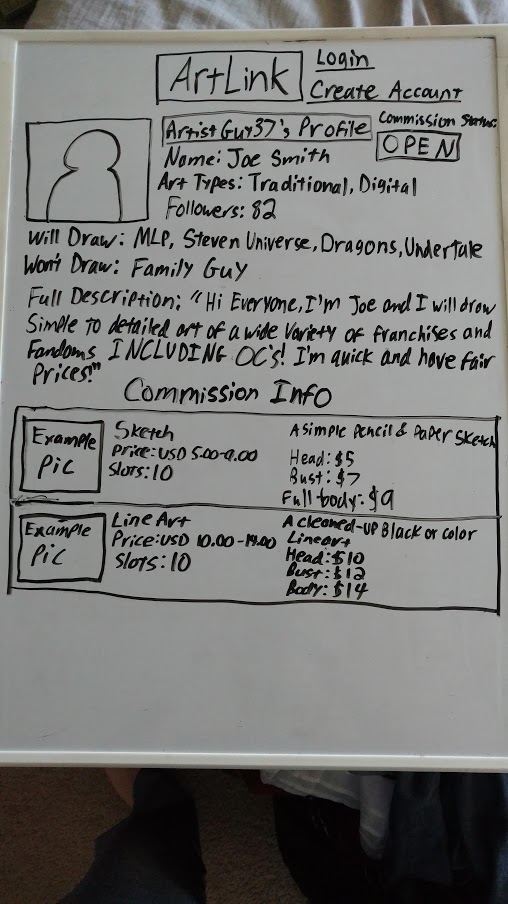 ArtLink
Login
Create Account
Commission Status:
OPEN
Artist Guy37's Profile
Name: Joe Smith
Art Types: Traditional, Digital
Followers: 82
Will Draw: MLP, Steven Universe, Dragons, Undertale
Won't Draw: Family Guy
Full Description: "Hi Everyone, I'm Joe and I will draw
Simple to detailed art of a wide variety of franchises and
Fandoms INCLUDING OC's! I'm quick and have fair
Prices!"
Commission Info
Example
Pic
Sketch
Price: USD 5.00-9.00
Slots: 10
A simple Pencil & Paper Sketch
Head: $5
Bust: $7
Full body: $9
Example
Pic
Line Art
Price: USD 10.00-14.00
Slots: 10
A cleaned-up Black or color
Lineart
Head: $10
Bust: $12
Body: $14